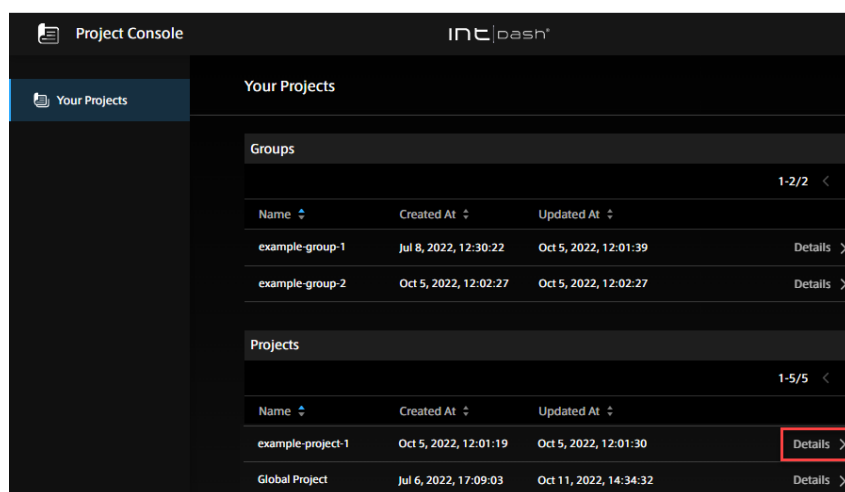 Project Console
INT|DASH®
Your Projects
Your Projects
Groups
1-2/2
Name Created At Updated At
example-group-1 Jul 8, 2022, 12:30:22 Oct 5, 2022, 12:01:39 Details
example-group-2 Oct 5, 2022, 12:02:27 Oct 5, 2022, 12:02:27 Details
Projects
1-5/5
Name Created At Updated At
example-project-1 Oct 5, 2022, 12:01:19 Oct 5, 2022, 12:01:30 Details
Global Project Jul 6, 2022, 17:09:03 Oct 11, 2022, 14:34:32 Details